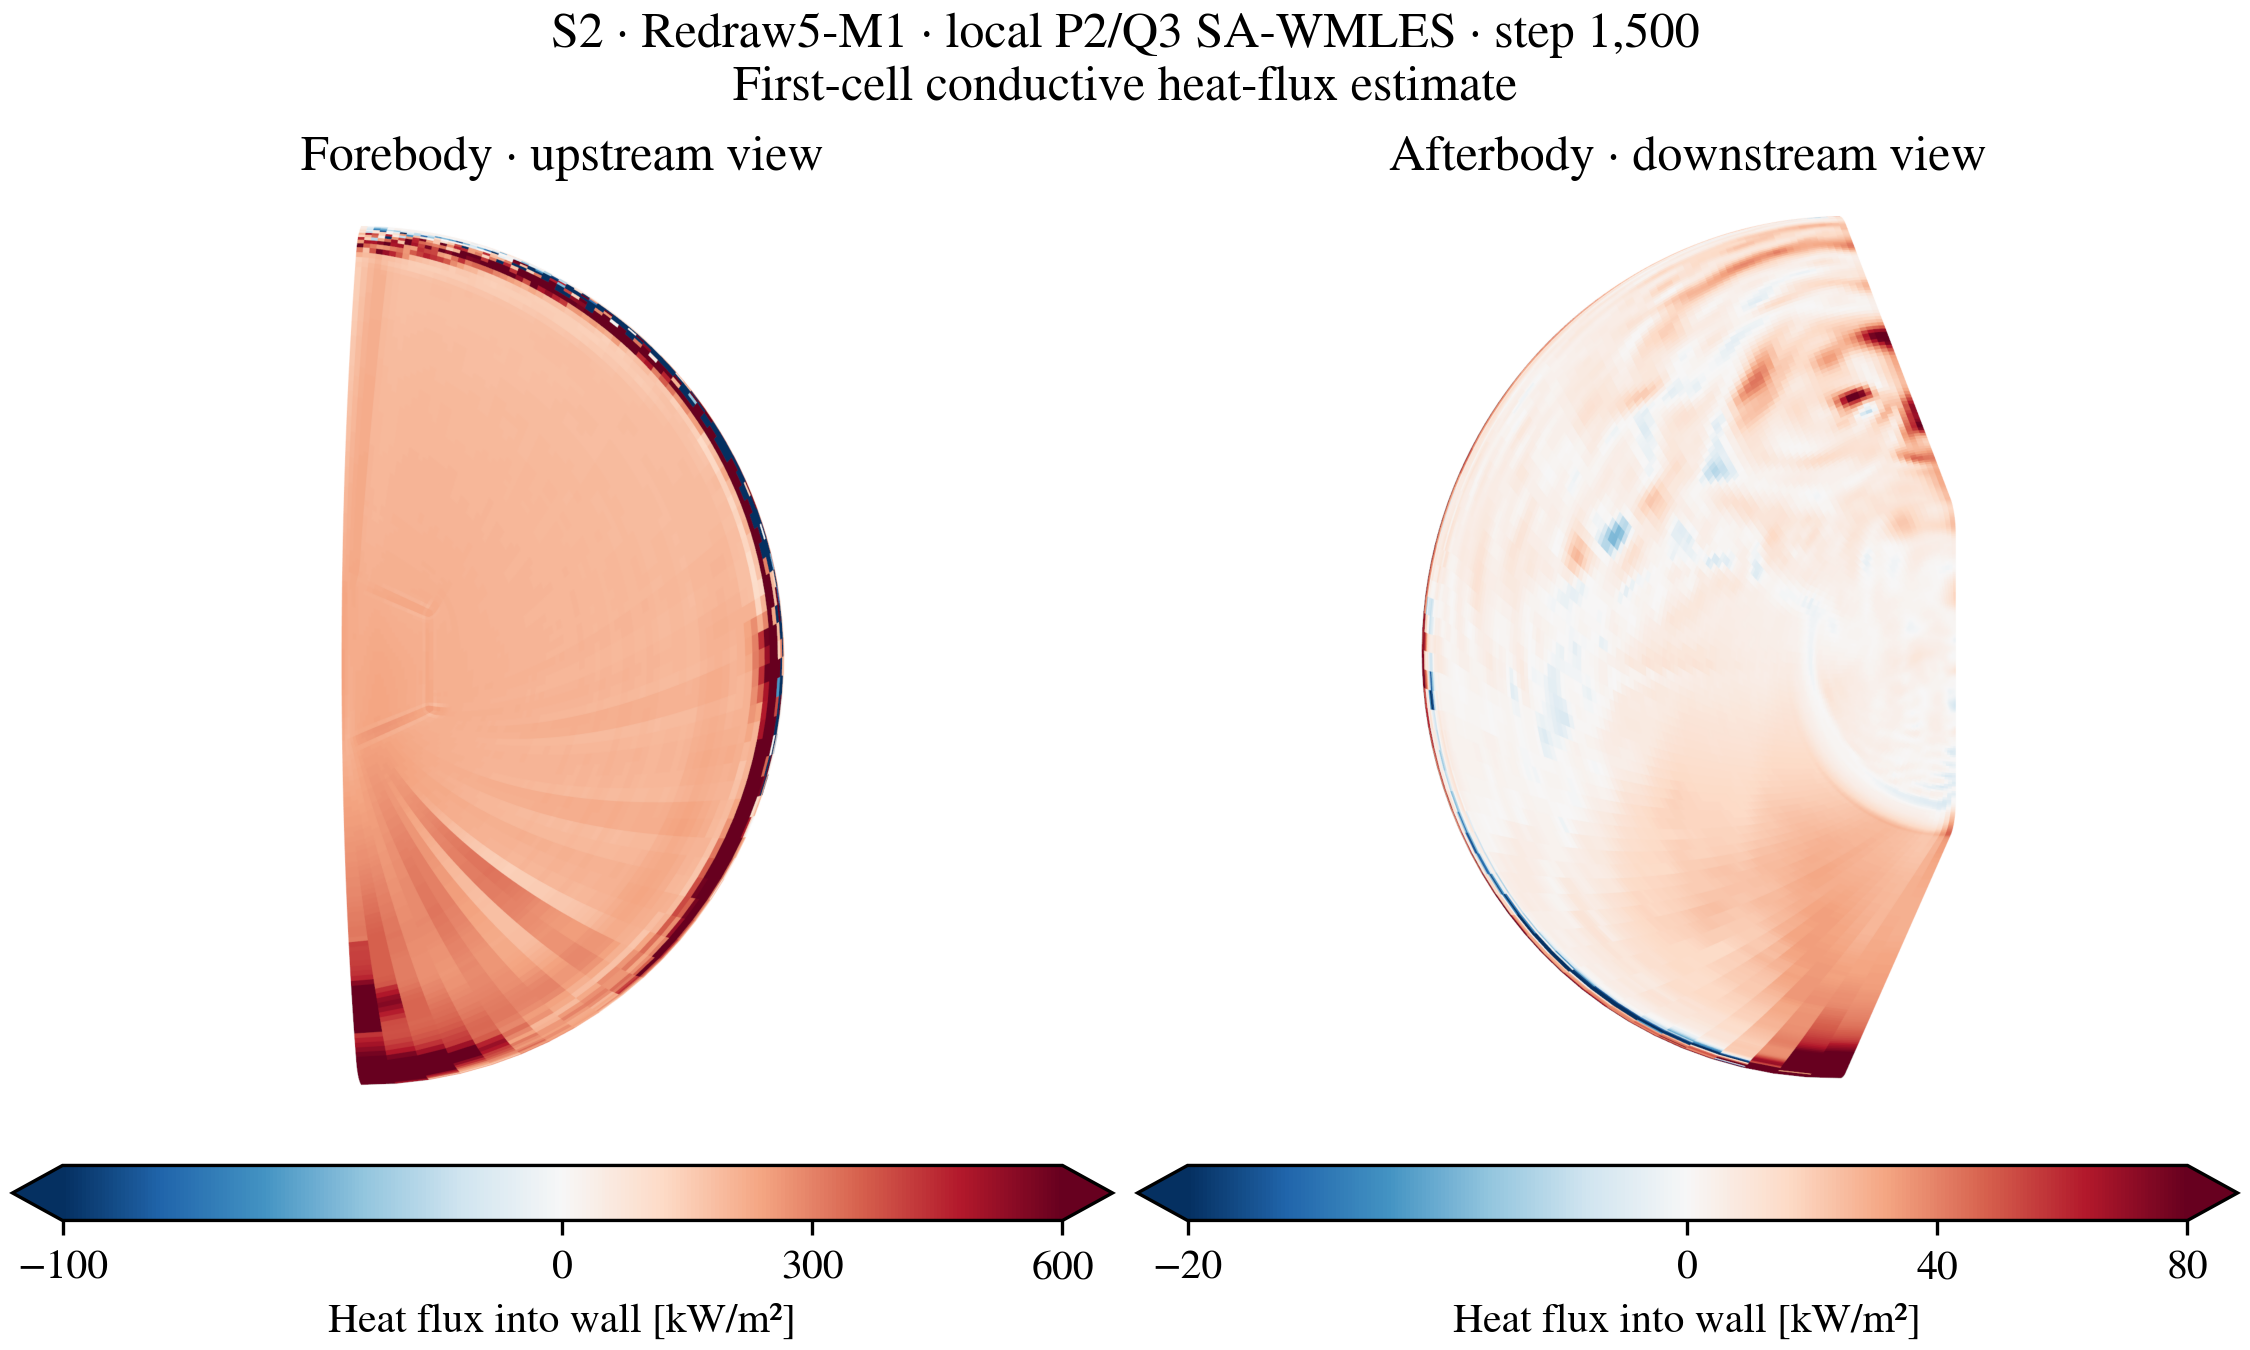 S2 · Redraw5-M1 · local P2/Q3 SA-WMLES · step 1,500
First-cell conductive heat-flux estimate
Forebody · upstream view
Afterbody · downstream view
−100 0 300 600
Heat flux into wall [kW/m²]
−20 0 40 80
Heat flux into wall [kW/m²]